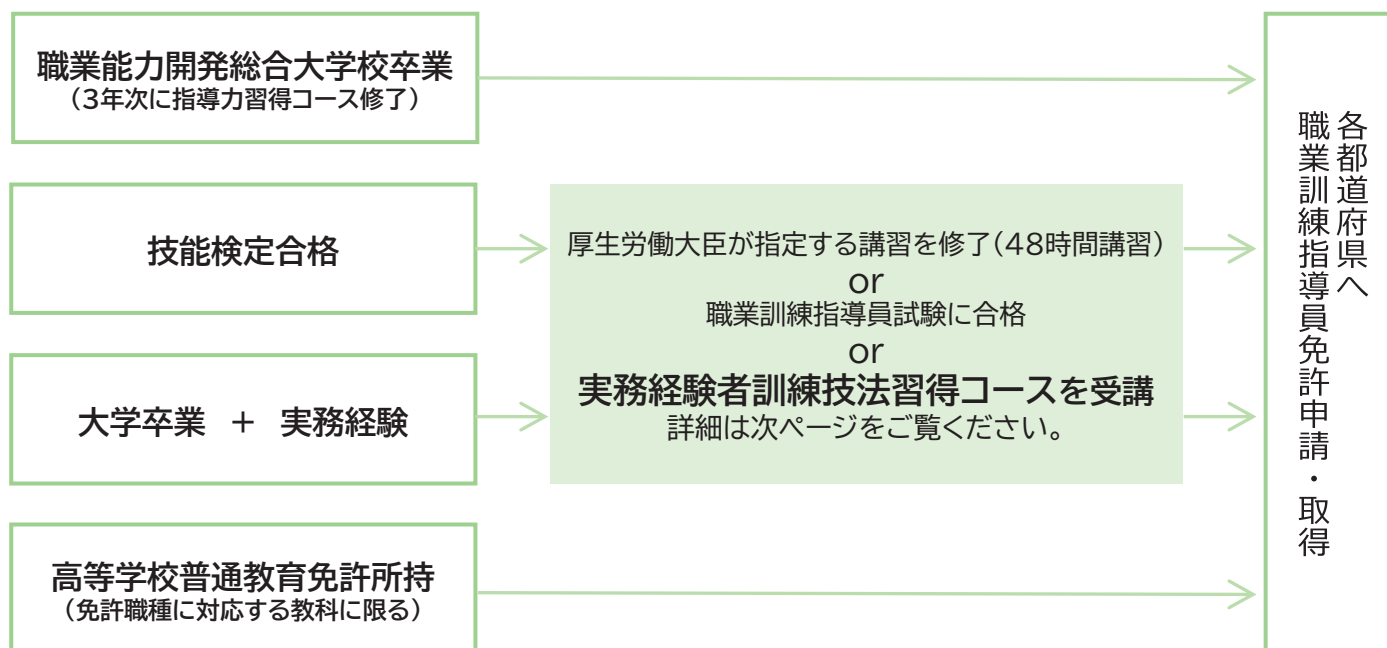 職業能力開発総合大学校卒業
（3年次に指導力習得コース修了）
技能検定合格
大学卒業 + 実務経験
高等学校普通教育免許所持
（免許職種に対応する教科に限る）
厚生労働大臣が指定する講習を修了（48時間講習）
or
職業訓練指導員試験に合格
or
実務経験者訓練技法習得コースを受講
詳細は次ページをご覧ください。
各都道府県へ
職業訓練指導員免許申請・取得